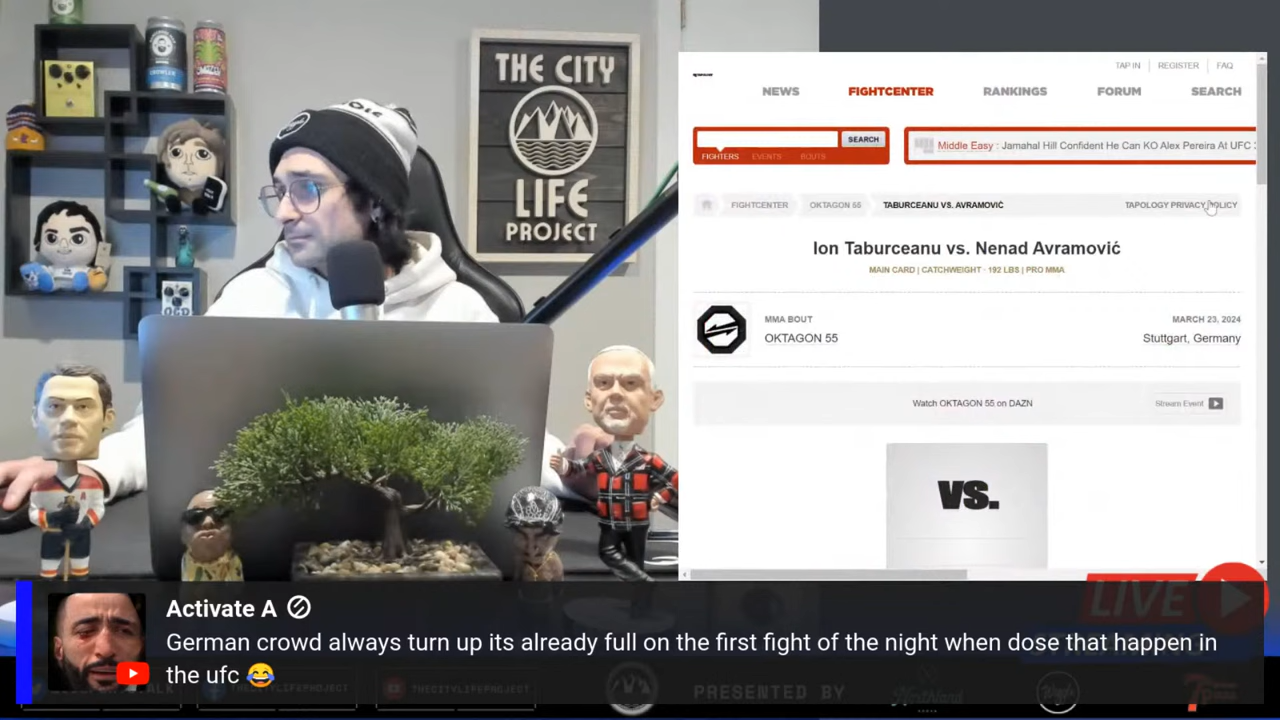 THE CITY
LIFE
PROJECT
TAP IN
REGISTER
FAQ
NEWS
FIGHTCENTER
RANKINGS
FORUM
SEARCH
SEARCH
FIGHTERS
EVENTS
BOUTS
Middle Easy : Jamahal Hill Confident He Can KO Alex Pereira At UFC
FIGHTCENTER
OKTAGON 55
TABURCEANU VS. AVRAMOVIĆ
TAPOLOGY PRIVACY POLICY
Ion Taburceanu vs. Nenad Avramović
MAIN CARD | CATCHWEIGHT · 192 LBS | PRO MMA
MMA BOUT
MARCH 23, 2024
OKTAGON 55
Stuttgart, Germany
Watch OKTAGON 55 on DAZN
Stream Event
VS.
LIVE
Activate A
German crowd always turn up its already full on the first fight of the night when dose that happen in
the ufc 😂
THECITYLIFEPROJECT
THECITYLIFEPROJECT
PRESENTED BY